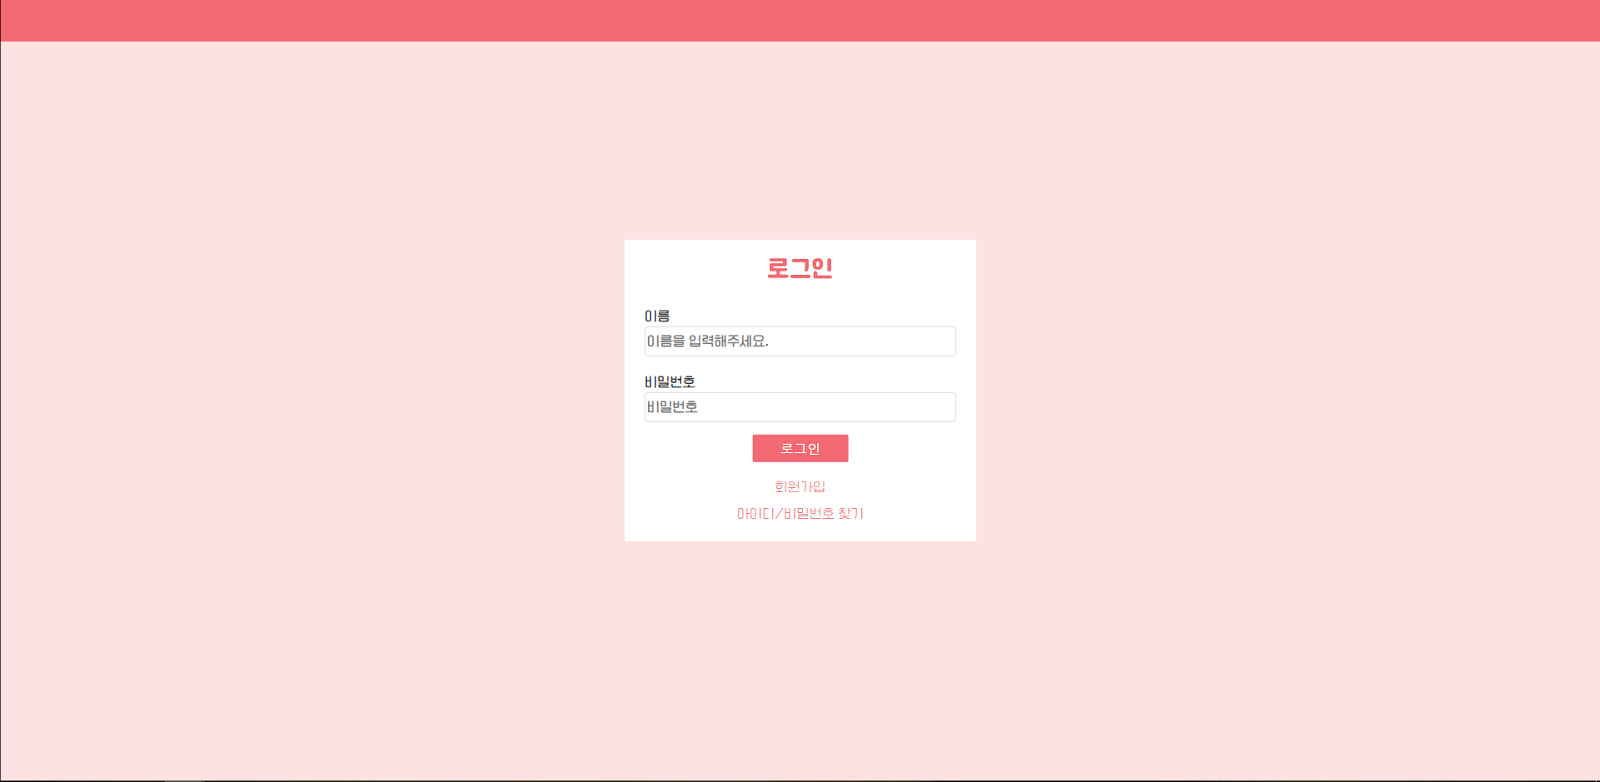 로그인
이름
이름을 입력해주세요.
비밀번호
비밀번호
로그인
회원가입
아이디/비밀번호 찾기